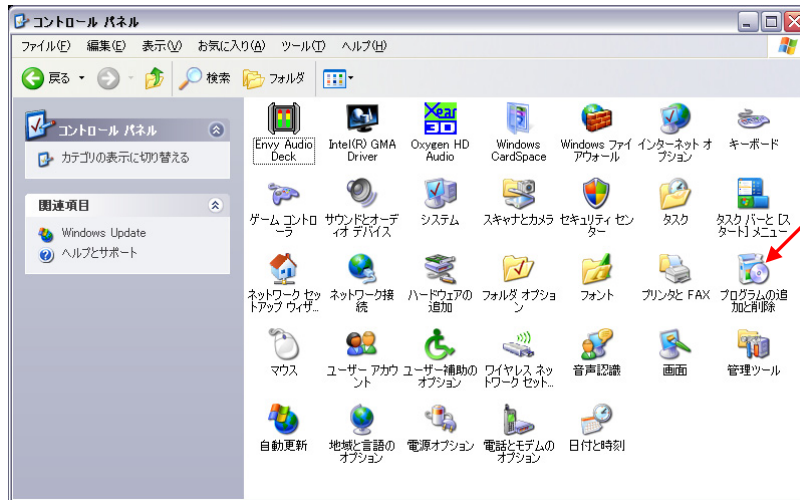 コントロール パネル
ファイル(F) 編集(E) 表示(V) お気に入り(A) ツール(T) ヘルプ(H)
戻る 検索 フォルダ
コントロール パネル
カテゴリの表示に切り替える
関連項目
Windows Update
ヘルプとサポート
Envy Audio
Deck
Intel(R) GMA
Driver
Xear
3D
Oxygen HD
Audio
Windows
CardSpace
Windows ファイ
アウォール
インターネット オ
プション
キーボード
ゲーム コントロ
ーラ
サウンドとオーデ
ィオ デバイス
システム
スキャナとカメラ
セキュリティ セン
ター
タスク
タスク バーと [ス
タート] メニュー
ネットワーク セッ
トアップ ウィザ...
ネットワーク接
続
ハードウェアの
追加
フォルダ オプショ
ン
フォント
プリンタと FAX
プログラムの追
加と削除
マウス
ユーザー アカウ
ント
ユーザー補助の
オプション
ワイヤレス ネッ
トワーク セット...
音声認識
画面
管理ツール
自動更新
地域と言語の
オプション
電源オプション
電話とモデムの
オプション
日付と時刻